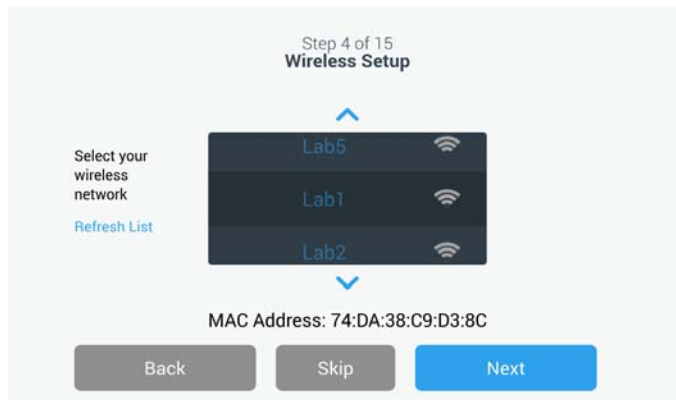 Step 4 of 15
Wireless Setup
Lab5
Select your
wireless
network
Lab1
Refresh List
Lab2
MAC Address: 74:DA:38:C9:D3:8C
Back
Skip
Next